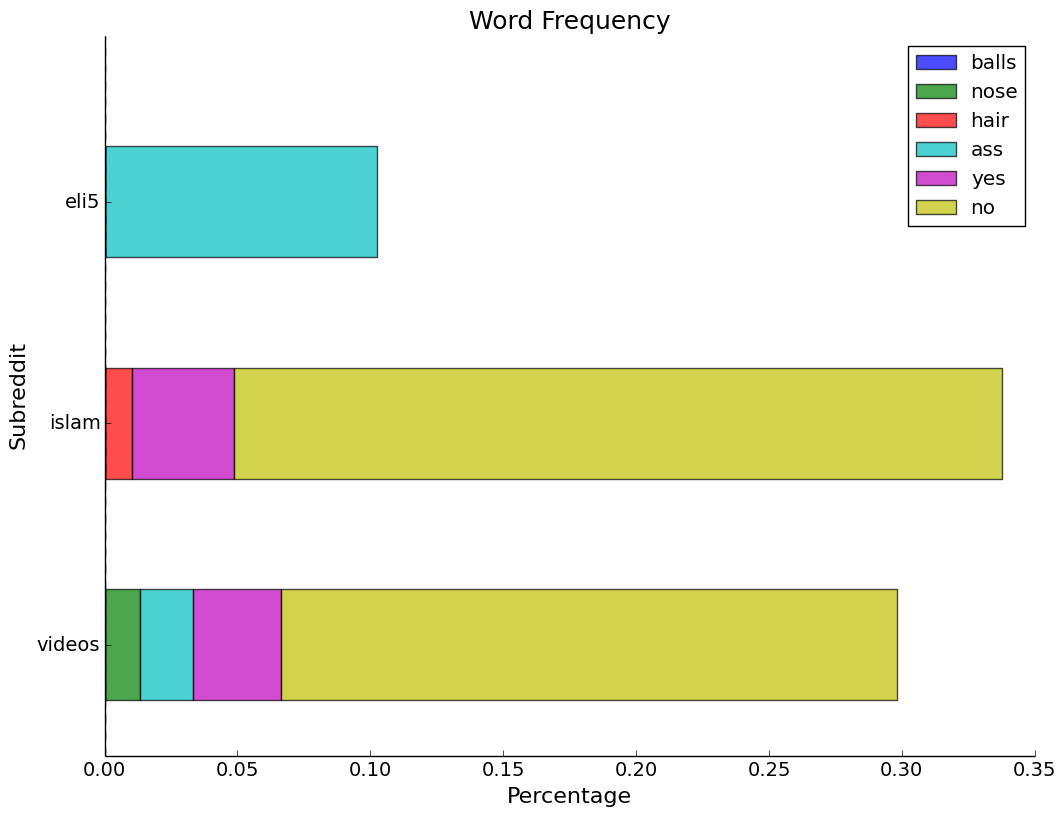 Word Frequency
balls
nose
hair
ass
yes
no
eli5
islam
videos
Subreddit
0.00 0.05 0.10 0.15 0.20 0.25 0.30 0.35
Percentage